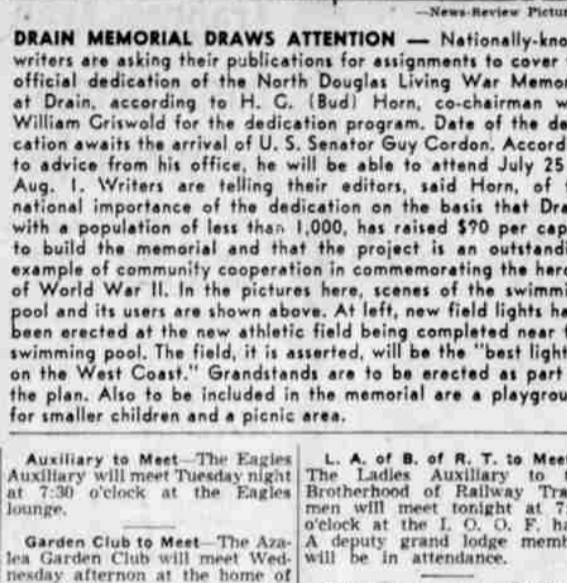 —News-Review Pictur
DRAIN MEMORIAL DRAWS ATTENTION — Nationally-kno
writers are asking their publications for assignments to cover
official dedication of the North Douglas Living War Memor
at Drain, according to H. G. (Bud) Horn, co-chairman w
William Griswold for the dedication program. Date of the de
cation awaits the arrival of U. S. Senator Guy Cordon. Accord
to advice from his office, he will be able to attend July 25
Aug. 1. Writers are telling their editors, said Horn, of t
national importance of the dedication on the basis that Dra
with a population of less than 1,000, has raised $90 per cap
to build the memorial and that the project is an outstandi
example of community cooperation in commemorating the hero
of World War II. In the pictures here, scenes of the swimmi
pool and its users are shown above. At left, new field lights ha
been erected at the new athletic field being completed near t
swimming pool. The field, it is asserted, will be the "best light
on the West Coast." Grandstands are to be erected as part
the plan. Also to be included in the memorial are a playgrou
for smaller children and a picnic area.
Auxiliary to Meet—The Eagles
Auxiliary will meet Tuesday night
at 7:30 o'clock at the Eagles
lounge.
Garden Club to Meet—The Aza-
lea Garden Club will meet Wed-
nesday afternon at the home of
L. A. of B. of R. T. to Meet
The Ladies Auxiliary to t
Brotherhood of Railway Tra
men will meet tonight at 7:
o'clock at the I. O. O. F. ha
A deputy grand lodge memb
will be in attendance.